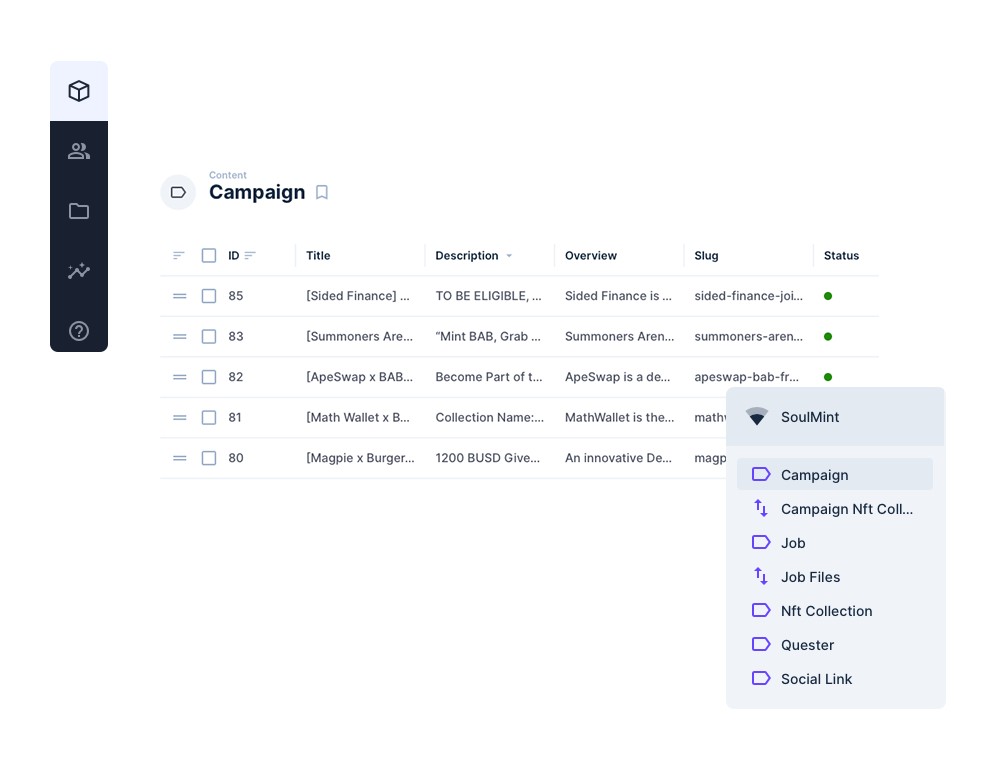 Content
Campaign
ID Title Description Overview Slug Status
85 [Sided Finance] ... TO BE ELIGIBLE, ... Sided Finance is ... sided-finance-joi...
83 [Summoners Are... “Mint BAB, Grab ... Summoners Aren... summoners-aren...
82 [ApeSwap x BAB... Become Part of t... ApeSwap is a de... apeswap-bab-fr...
81 [Math Wallet x B... Collection Name:... MathWallet is the...
80 [Magpie x Burger... 1200 BUSD Give... An innovative De... magp
SoulMint
Campaign
Campaign Nft Coll...
Job
Job Files
Nft Collection
Quester
Social Link